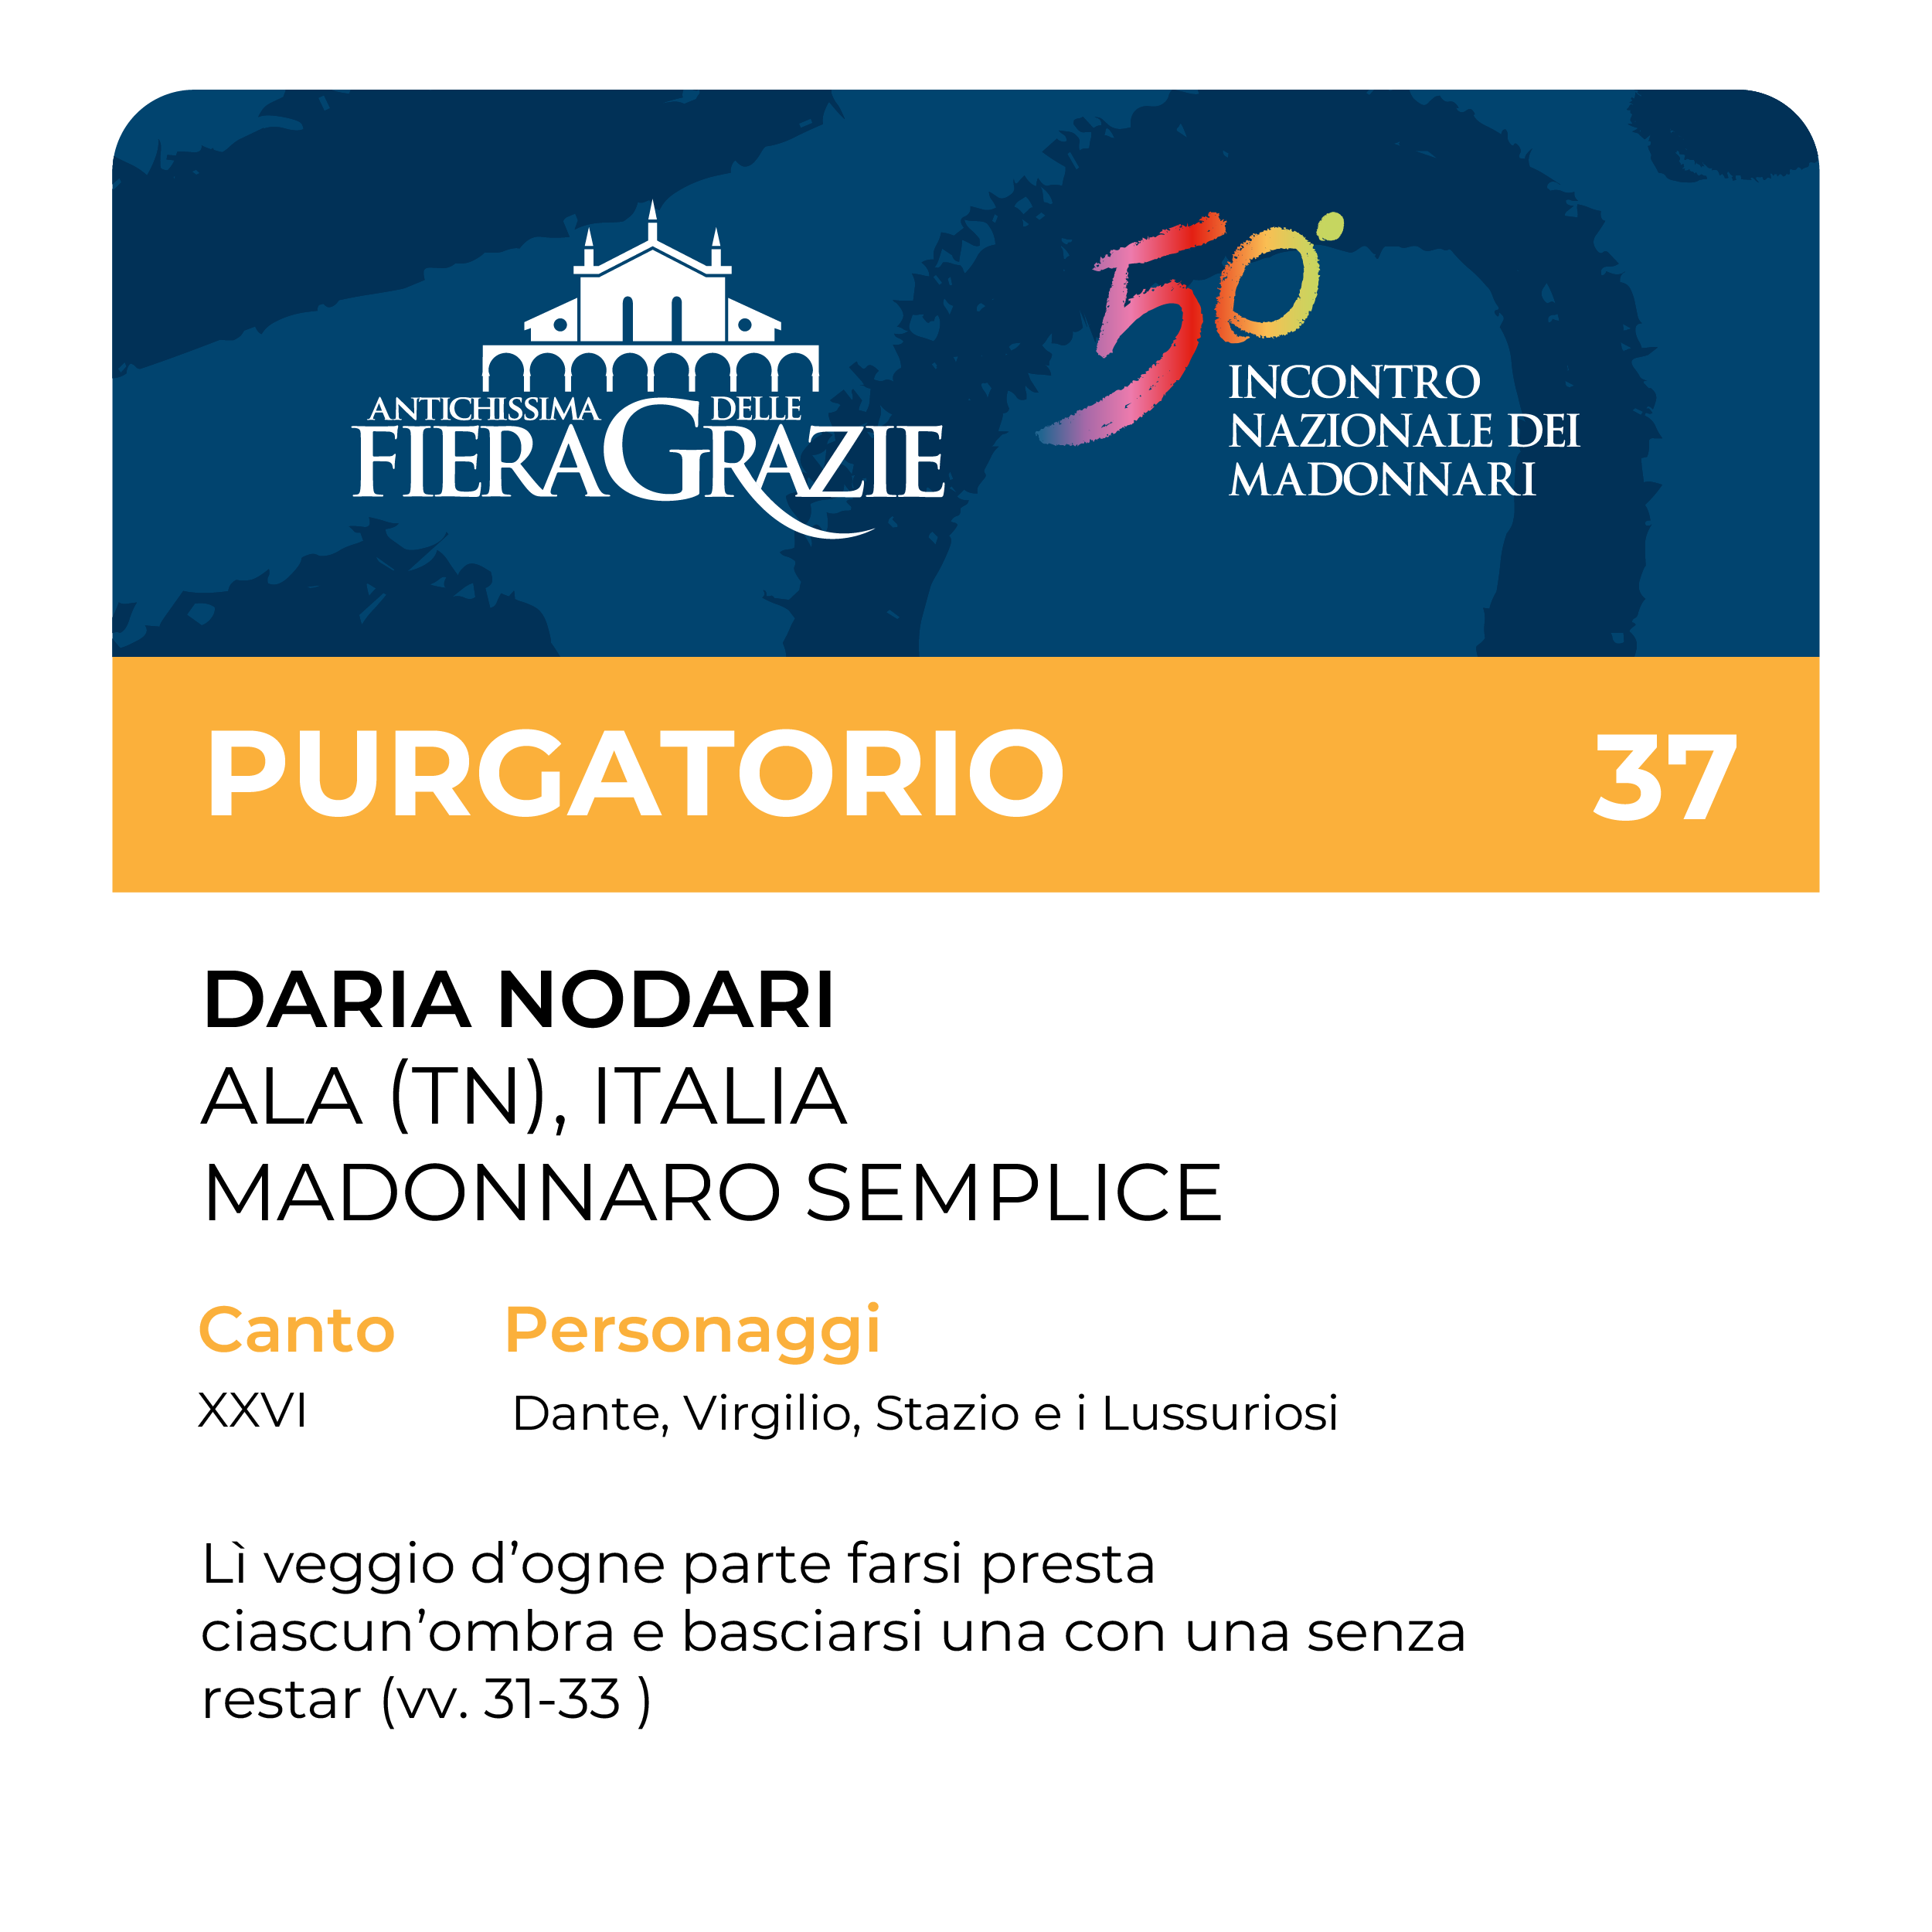 ANTICHISSIMA DELLE
FIERAGRAZIE
50°
INCONTRO
NAZIONALE DEI
MADONNARI
PURGATORIO 37
DARIA NODARI
ALA (TN), ITALIA
MADONNARO SEMPLICE
Canto Personaggi
XXVI Dante, Virgilio, Stazio e i Lussuriosi
Lì veggio d’ogne parte farsi presta
ciascun’ombra e basciarsi una con una senza
restar (vv. 31-33 )